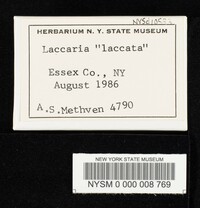 HERBARIUM N. Y. STATE MUSEUM
Laccaria "laccata"
Essex Co., NY
August 1986
A.S.Methven 4790
NEW YORK STATE MUSEUM
NYSM 0 000 008 769